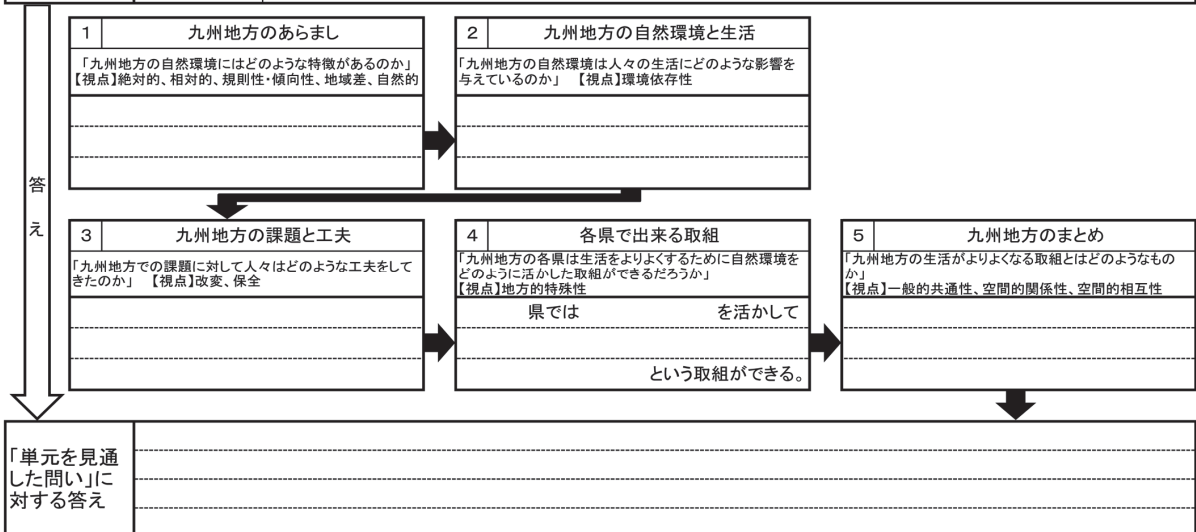 1 九州地方のあらまし
「九州地方の自然環境にはどのような特徴があるのか」
【視点】絶対的、相対的、規則性・傾向性、地域差、自然的
2 九州地方の自然環境と生活
「九州地方の自然環境は人々の生活にどのような影響を
与えているのか」 【視点】環境依存性
答
え
3 九州地方の課題と工夫
「九州地方での課題に対して人々はどのような工夫をして
きたのか」 【視点】改変、保全
4 各県で出来る取組
「九州地方の各県は生活をよりよくするために自然環境を
どのように活かした取組ができるだろうか」
【視点】地方的特殊性
県では を活かして
という取組ができる。
5 九州地方のまとめ
「九州地方の生活がよりよくなる取組とはどのようなもの
か」
【視点】一般的共通性、空間的関係性、空間的相互性
「単元を見通
した問い」に
対する答え